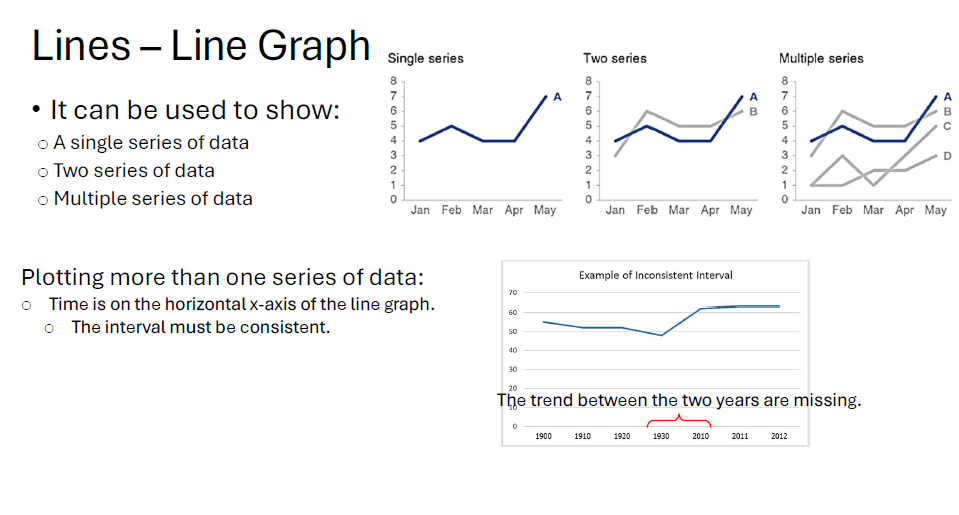 Lines – Line Graph
• It can be used to show:
○ A single series of data
○ Two series of data
○ Multiple series of data
Single series
8
7
6
5
4
3
2
1
0
A
Jan Feb Mar Apr May
Two series
8
7
6
5
4
3
2
1
0
A
B
Jan Feb Mar Apr May
Multiple series
8
7
6
5
4
3
2
1
0
A
B
C
D
Jan Feb Mar Apr May
Plotting more than one series of data:
○ Time is on the horizontal x-axis of the line graph.
○ The interval must be consistent.
Example of Inconsistent Interval
70
60
50
40
30
20
The trend between the two years are missing.
10
0
1900 1910 1920 1930 2010 2011 2012